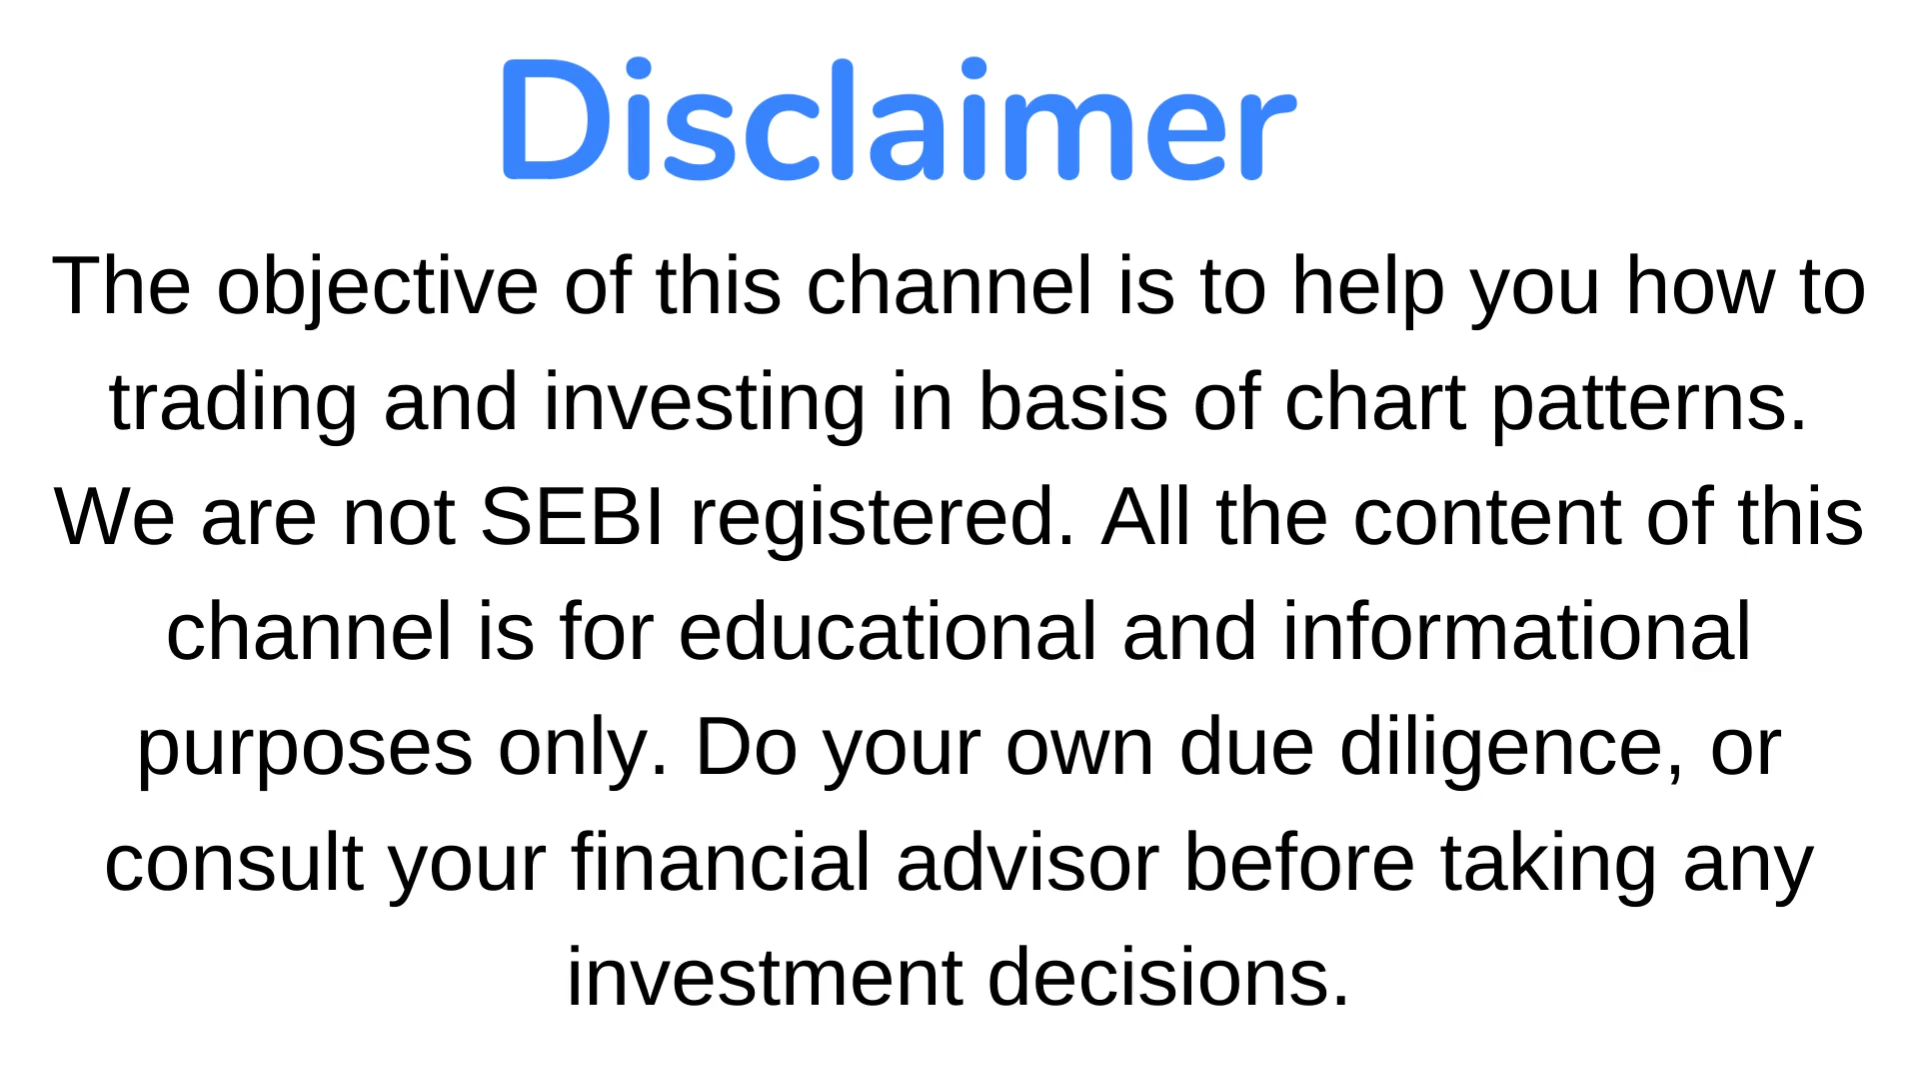 Disclaimer
The objective of this channel is to help you how to
trading and investing in basis of chart patterns.
We are not SEBI registered. All the content of this
channel is for educational and informational
purposes only. Do your own due diligence, or
consult your financial advisor before taking any
investment decisions.